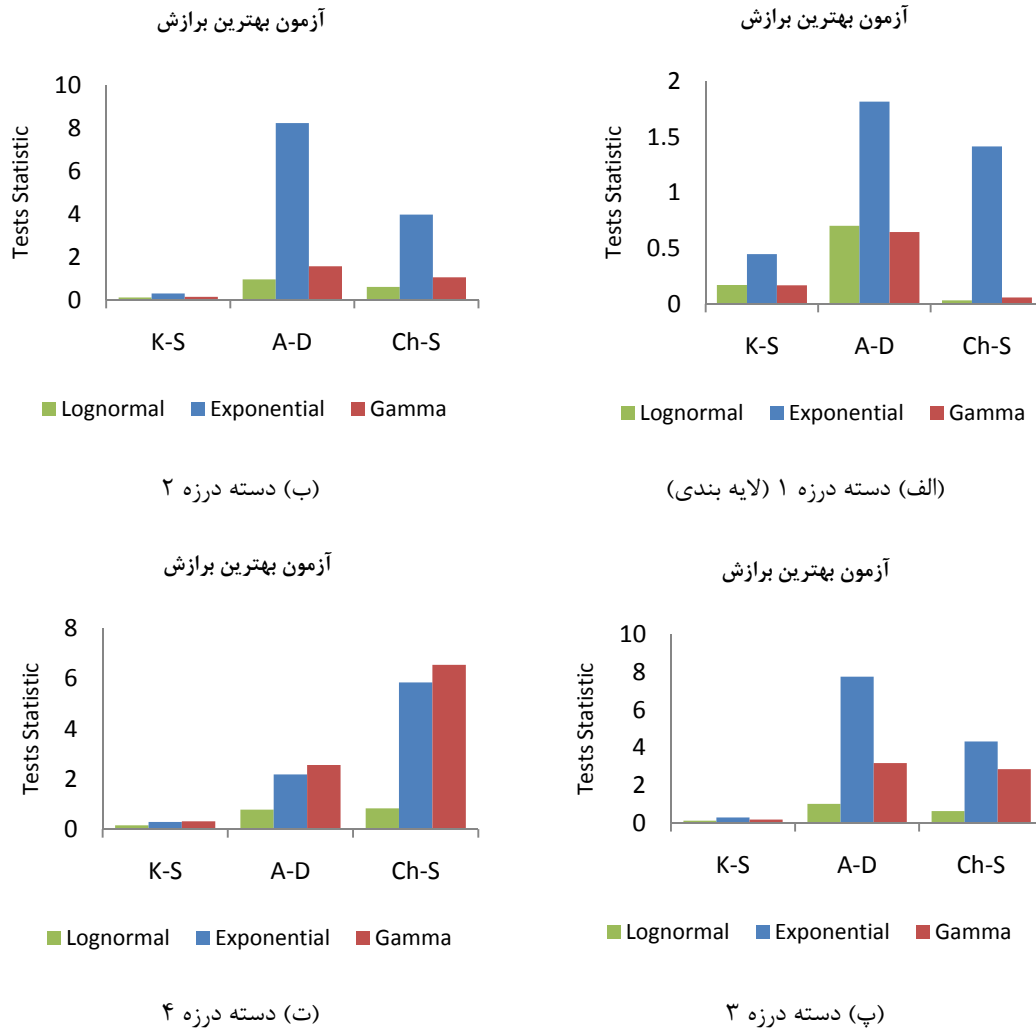 آزمون بهترین برازش
Tests Statistic
2
1.5
1
0.5
0
K-S A-D Ch-S
Lognormal Exponential Gamma
(الف) دسته درزه ۱ (لایه بندی)
آزمون بهترین برازش
Tests Statistic
10
8
6
4
2
0
K-S A-D Ch-S
Lognormal Exponential Gamma
(ب) دسته درزه ۲
آزمون بهترین برازش
Tests Statistic
10
8
6
4
2
0
K-S A-D Ch-S
Lognormal Exponential Gamma
(پ) دسته درزه ۳
آزمون بهترین برازش
Tests Statistic
8
6
4
2
0
K-S A-D Ch-S
Lognormal Exponential Gamma
(ت) دسته درزه ۴